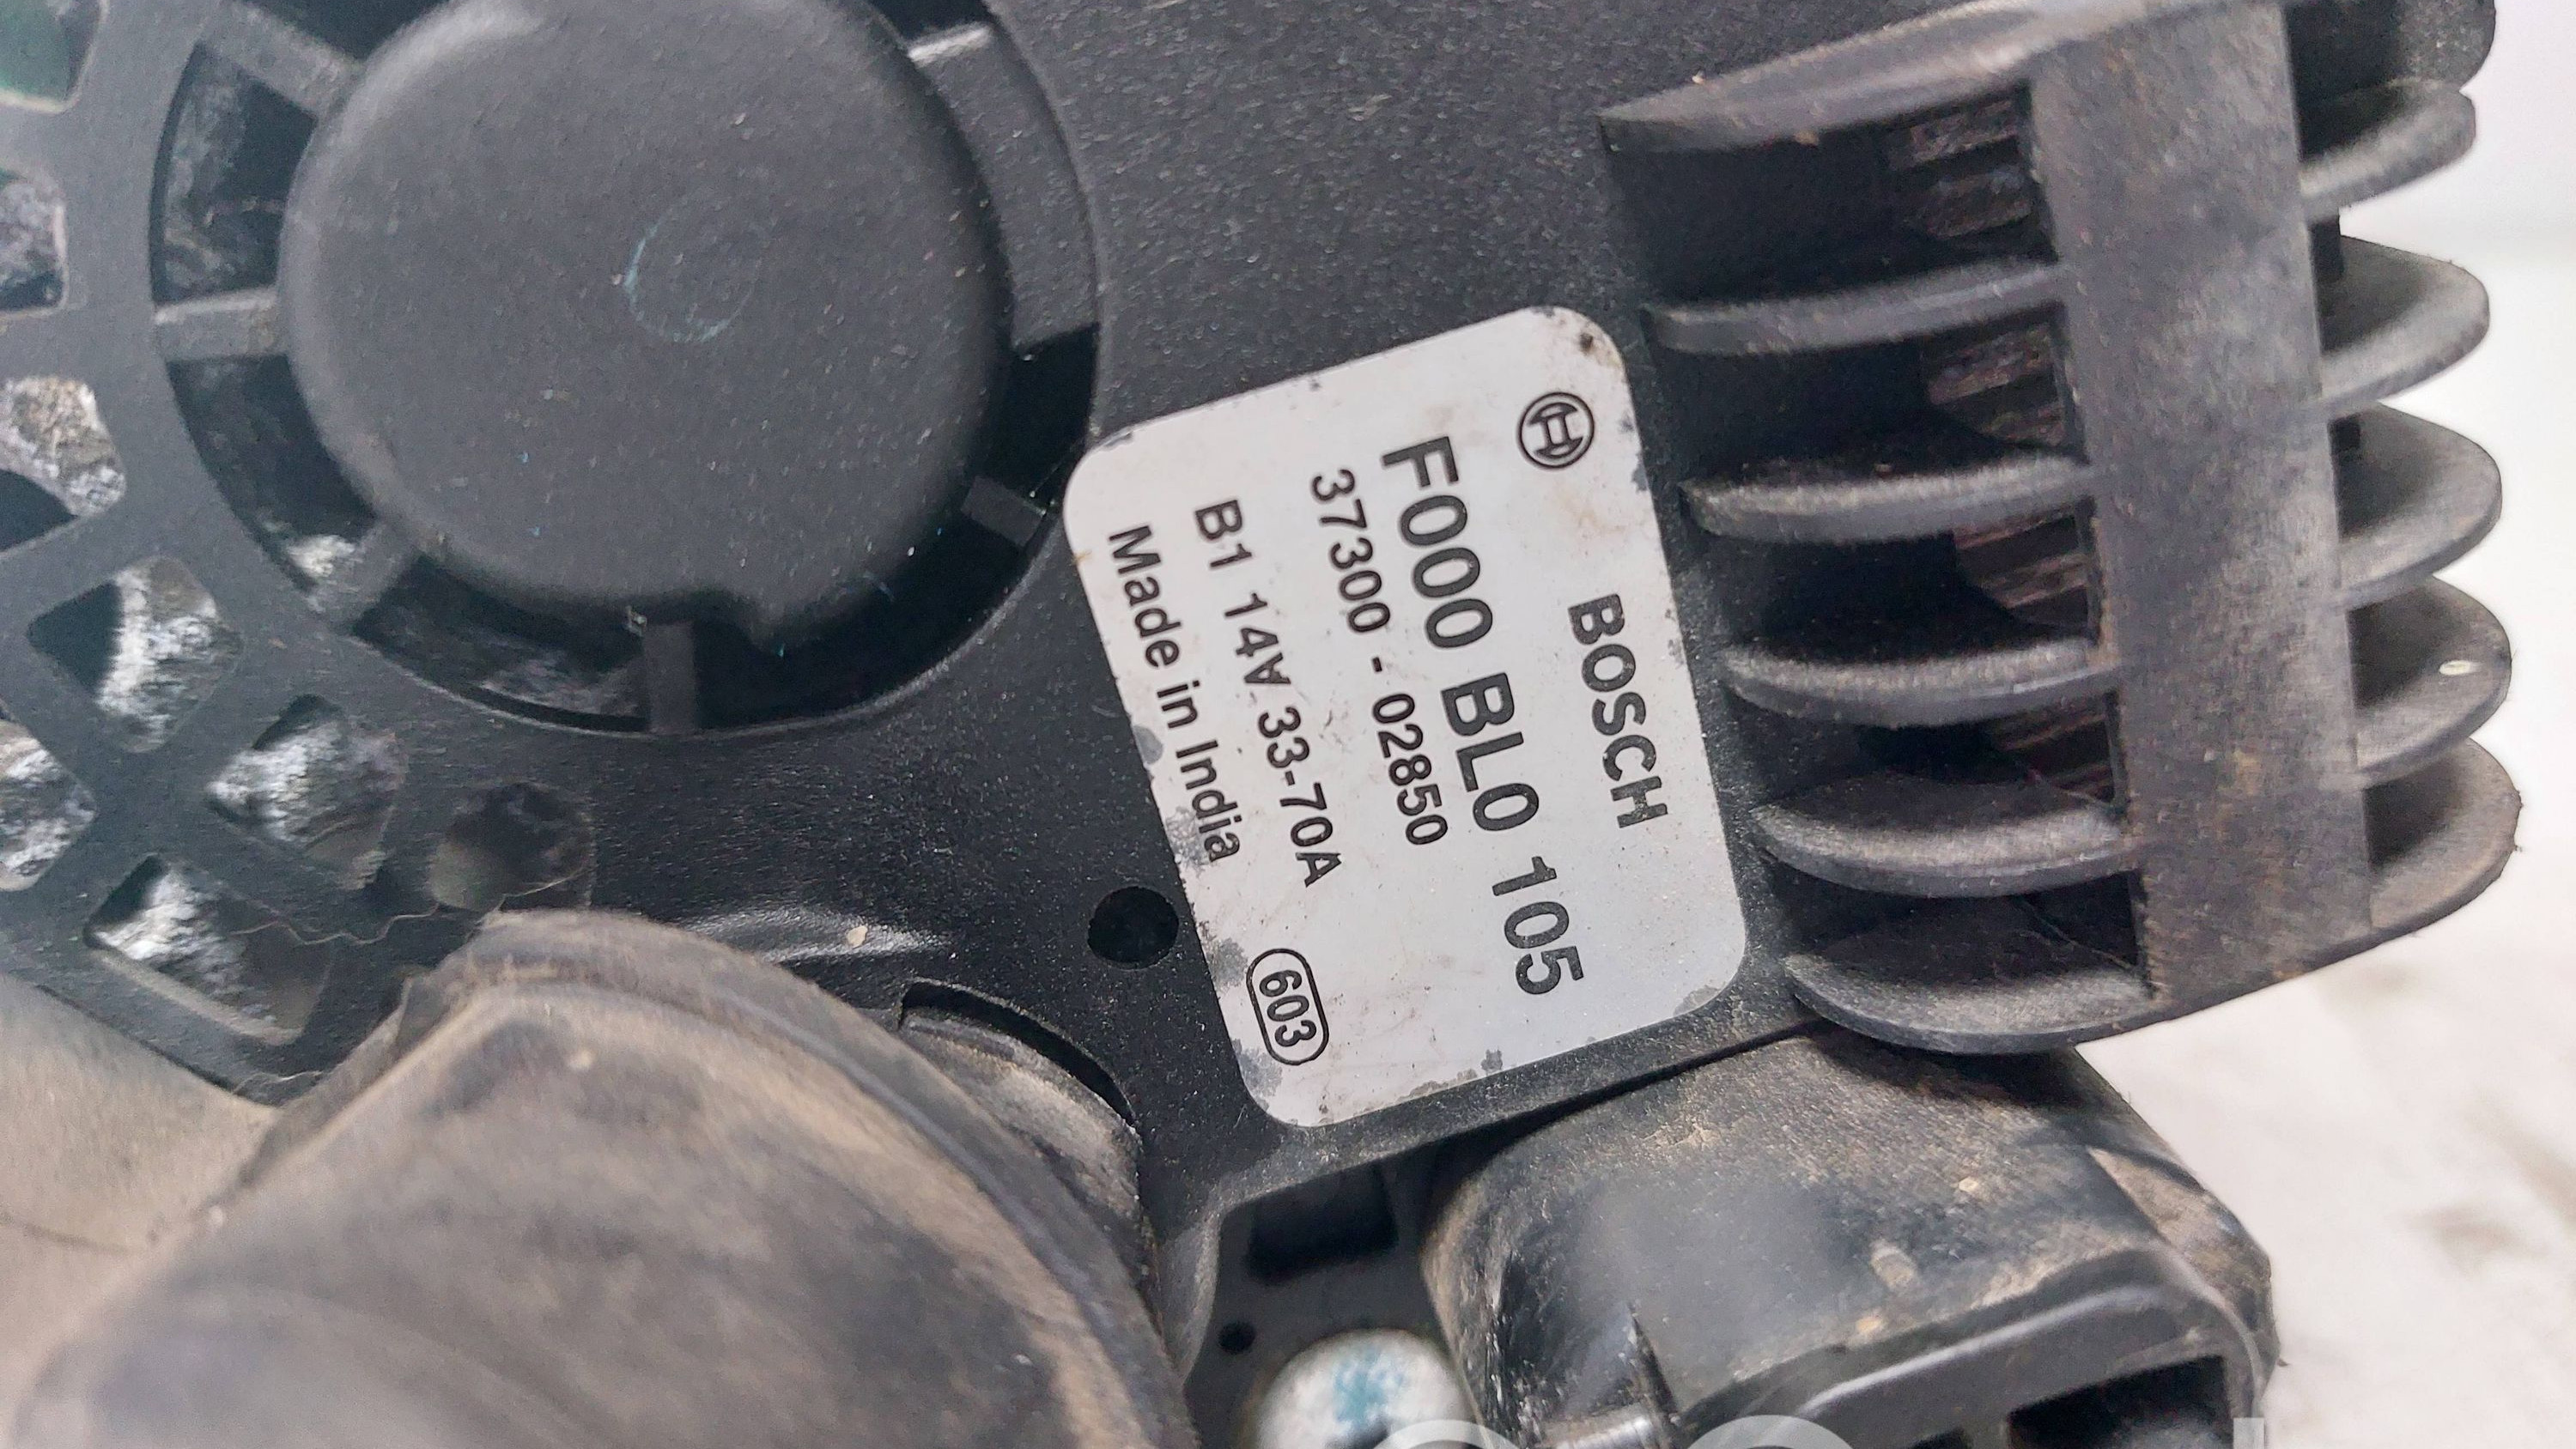 BOSCH
F000 BL0 105
37300 - 02850
B1 14V 33-70A
Made in India
603